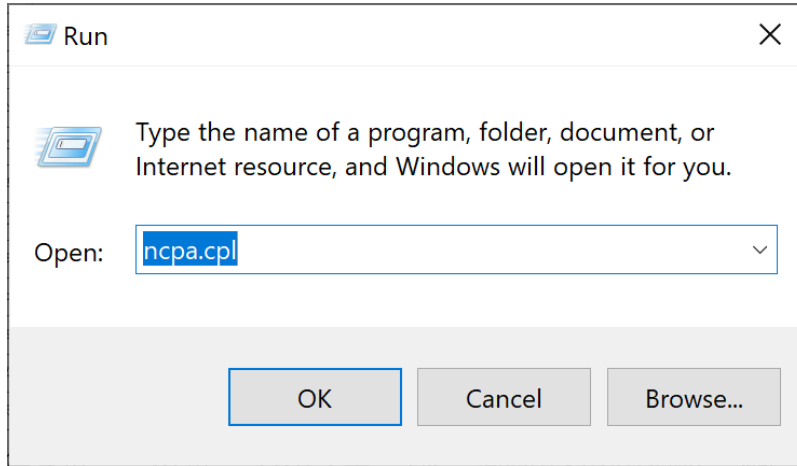 Run
Type the name of a program, folder, document, or
Internet resource, and Windows will open it for you.
Open: ncpa.cpl
OK Cancel Browse...